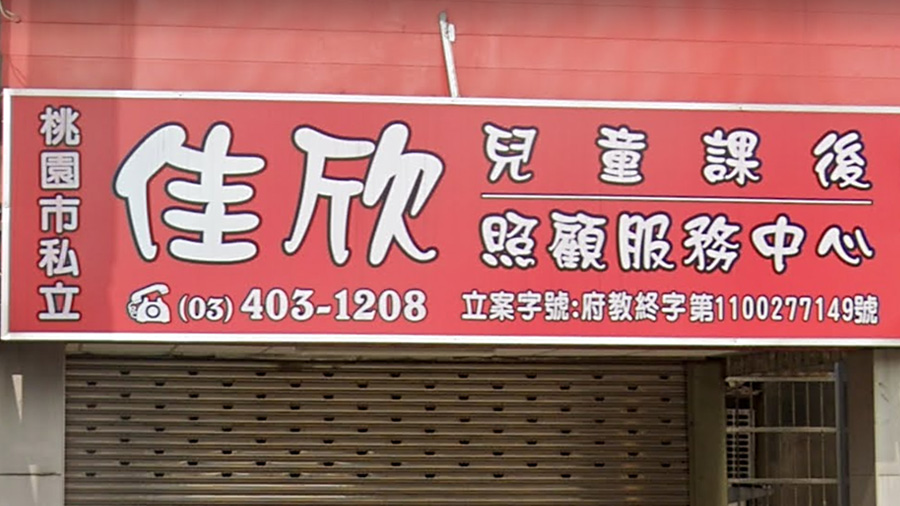 桃園市私立
佳欣
兒童課後
照顧服務中心
(03) 403-1208
立案字號:府教終字第1100277149號